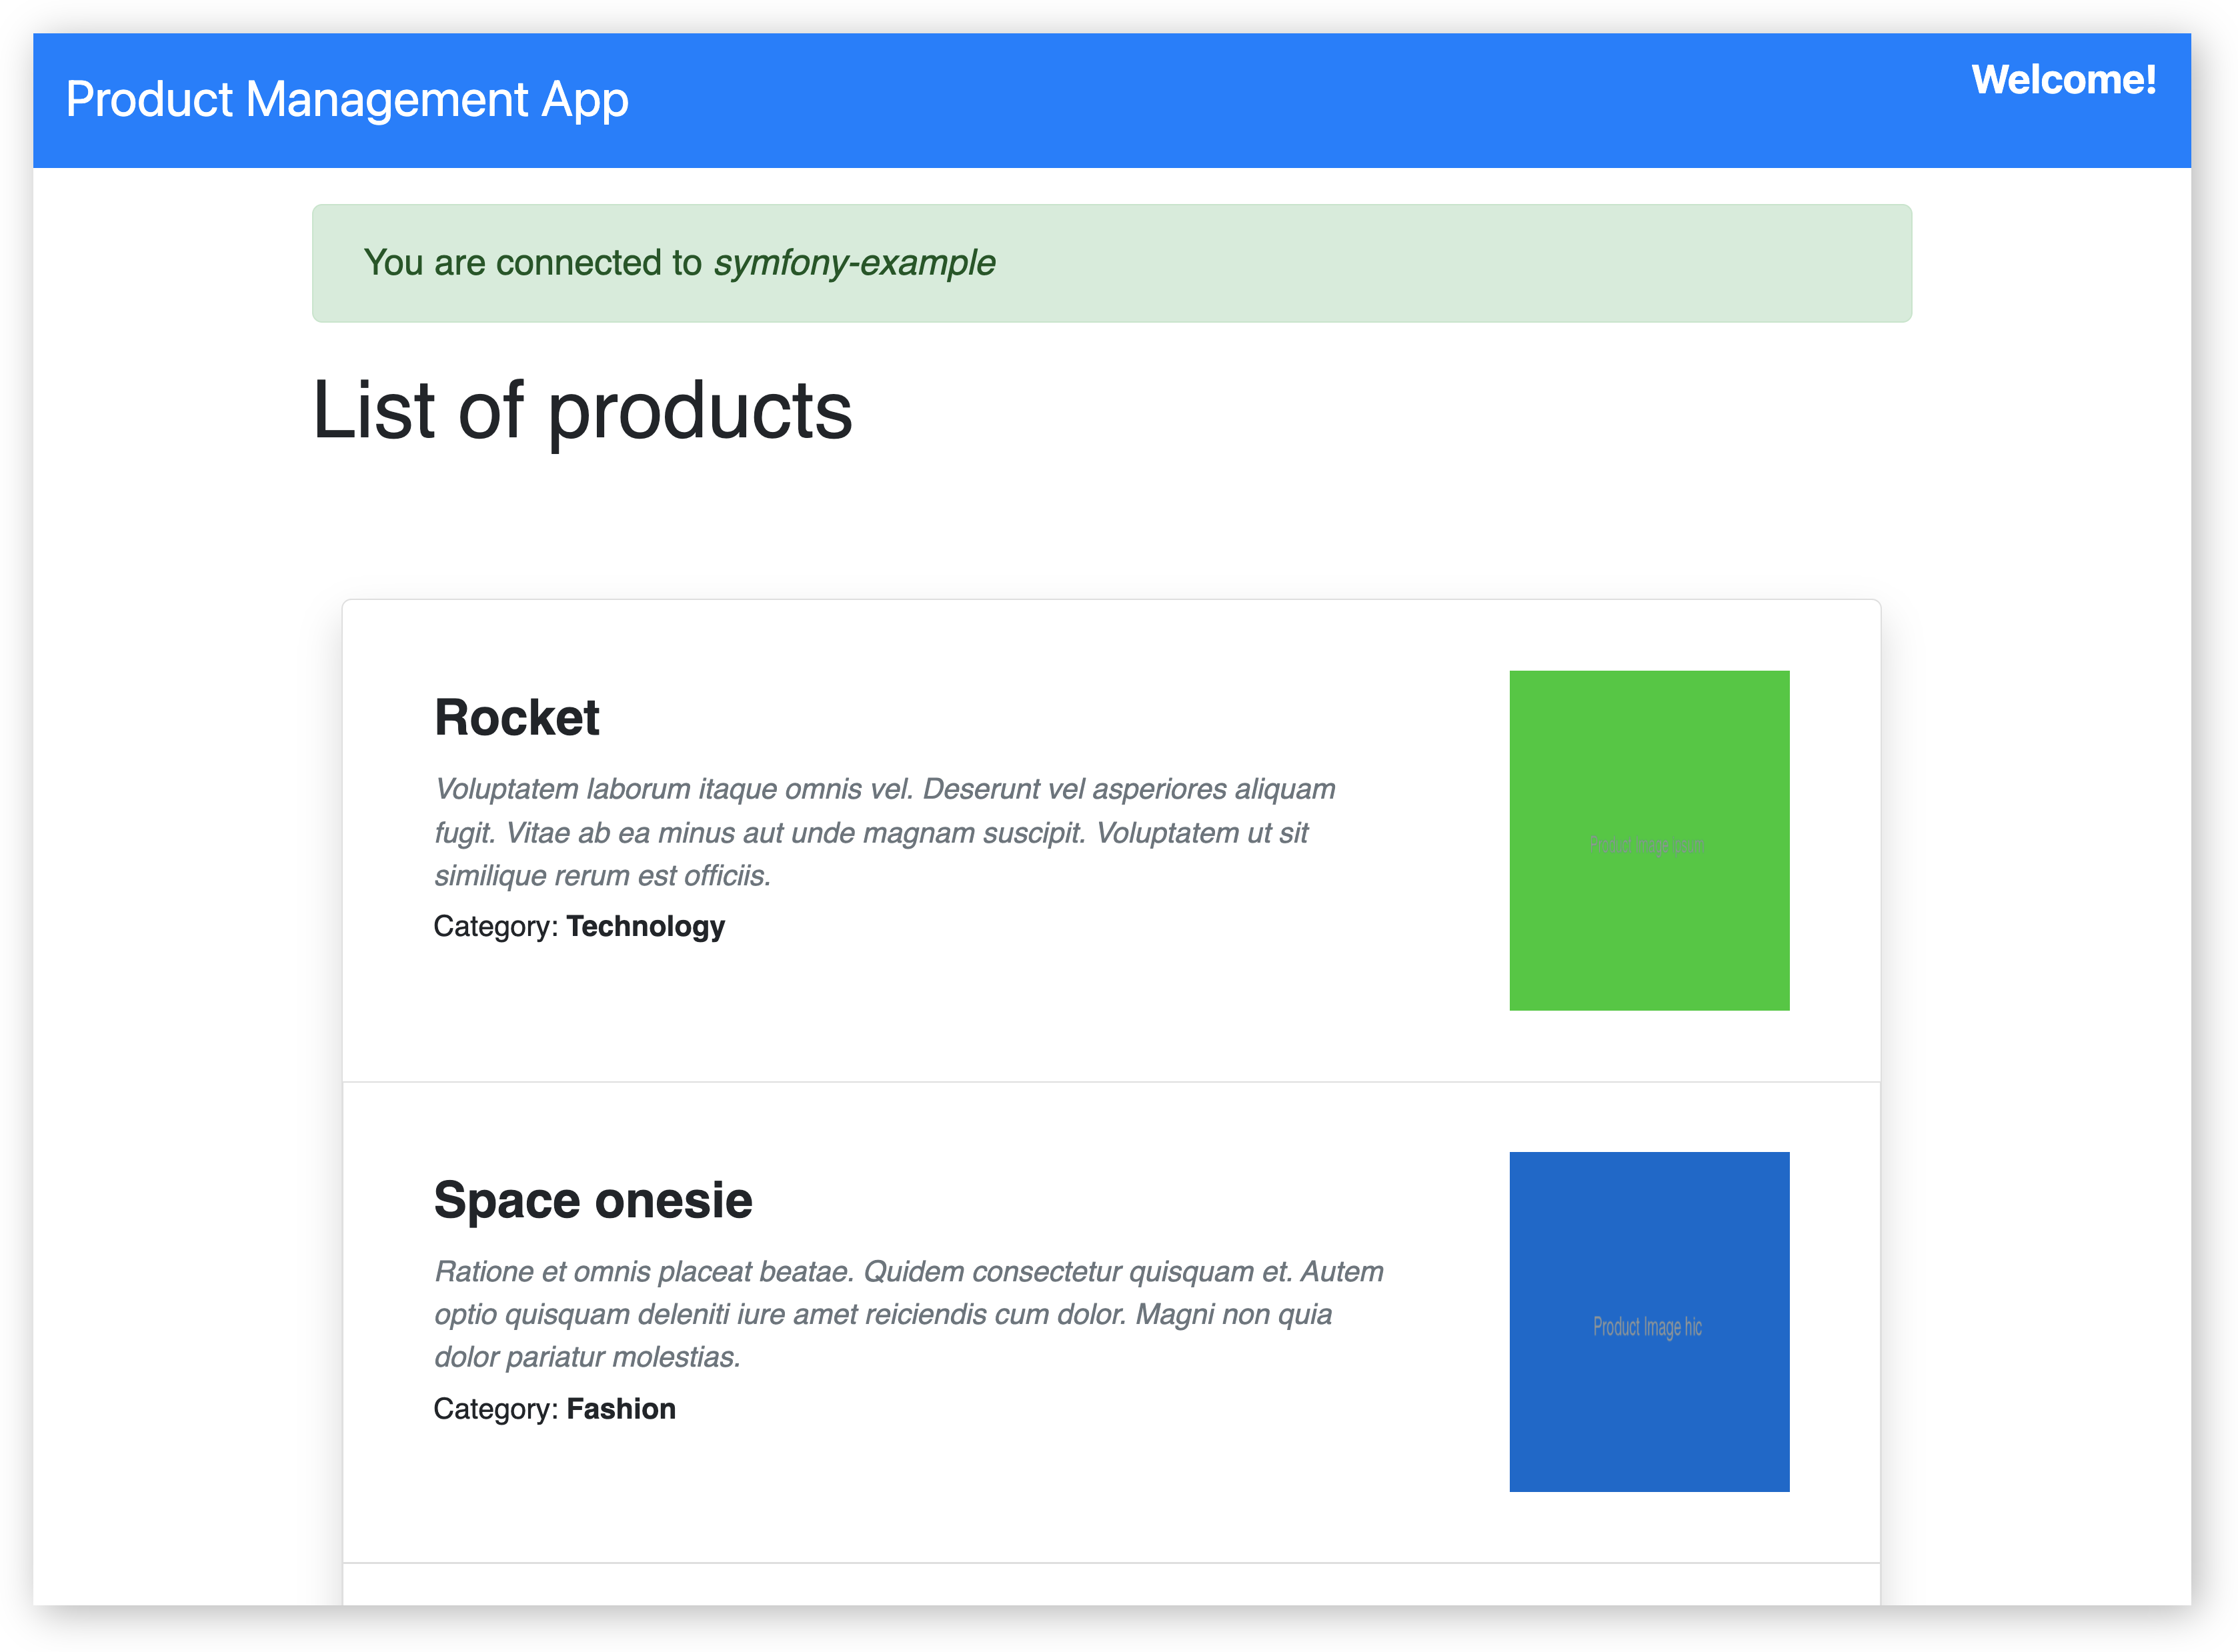 Product Management App
Welcome!
You are connected to symfony-example
List of products
Rocket
Voluptatem laborum itaque omnis vel. Deserunt vel asperiores aliquam
fugit. Vitae ab ea minus aut unde magnam suscipit. Voluptatem ut sit
similique rerum est officiis.
Category: Technology
Product Image ipsum
Space onesie
Ratione et omnis placeat beatae. Quidem consectetur quisquam et. Autem
optio quisquam deleniti iure amet reiciendis cum dolor. Magni non quia
dolor pariatur molestias.
Category: Fashion
Product Image hic